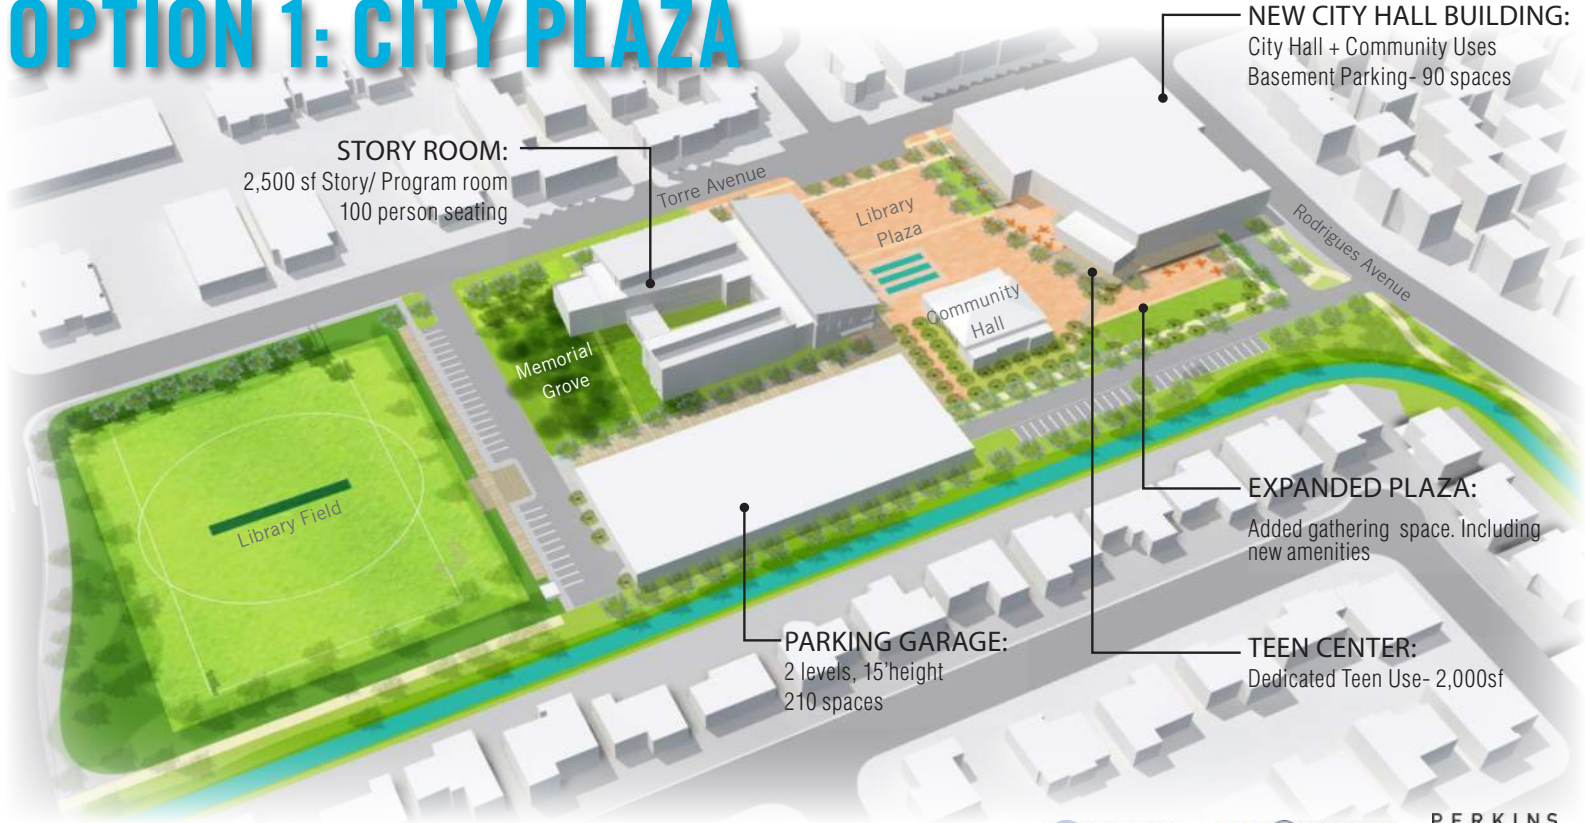 OPTION 1: CITY PLAZA
NEW CITY HALL BUILDING:
City Hall + Community Uses
Basement Parking- 90 spaces
STORY ROOM:
2,500 sf Story/ Program room
100 person seating
Torre Avenue
Library
Plaza
Rodrigues Avenue
Community
Hall
Memorial
Grove
Library Field
EXPANDED PLAZA:
Added gathering space. Including
new amenities
PARKING GARAGE:
2 levels, 15'height
210 spaces
TEEN CENTER:
Dedicated Teen Use- 2,000sf
PERKINS